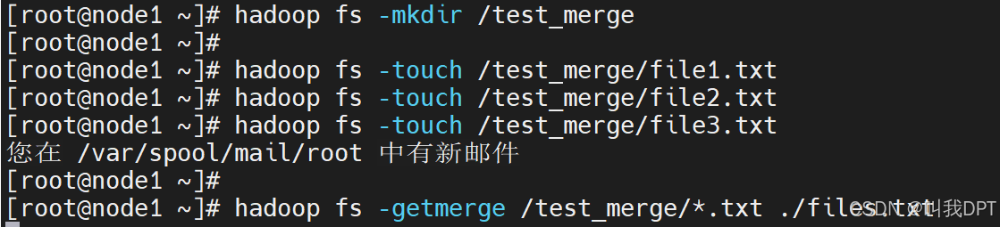 [root@node1 ~]# hadoop fs -mkdir /test_merge
[root@node1 ~]#
[root@node1 ~]# hadoop fs -touch /test_merge/file1.txt
[root@node1 ~]# hadoop fs -touch /test_merge/file2.txt
[root@node1 ~]# hadoop fs -touch /test_merge/file3.txt
您在 /var/spool/mail/root 中有新邮件
[root@node1 ~]#
[root@node1 ~]# hadoop fs -getmerge /test_merge/*.txt ./files.txt
CSDN @叫我DPT